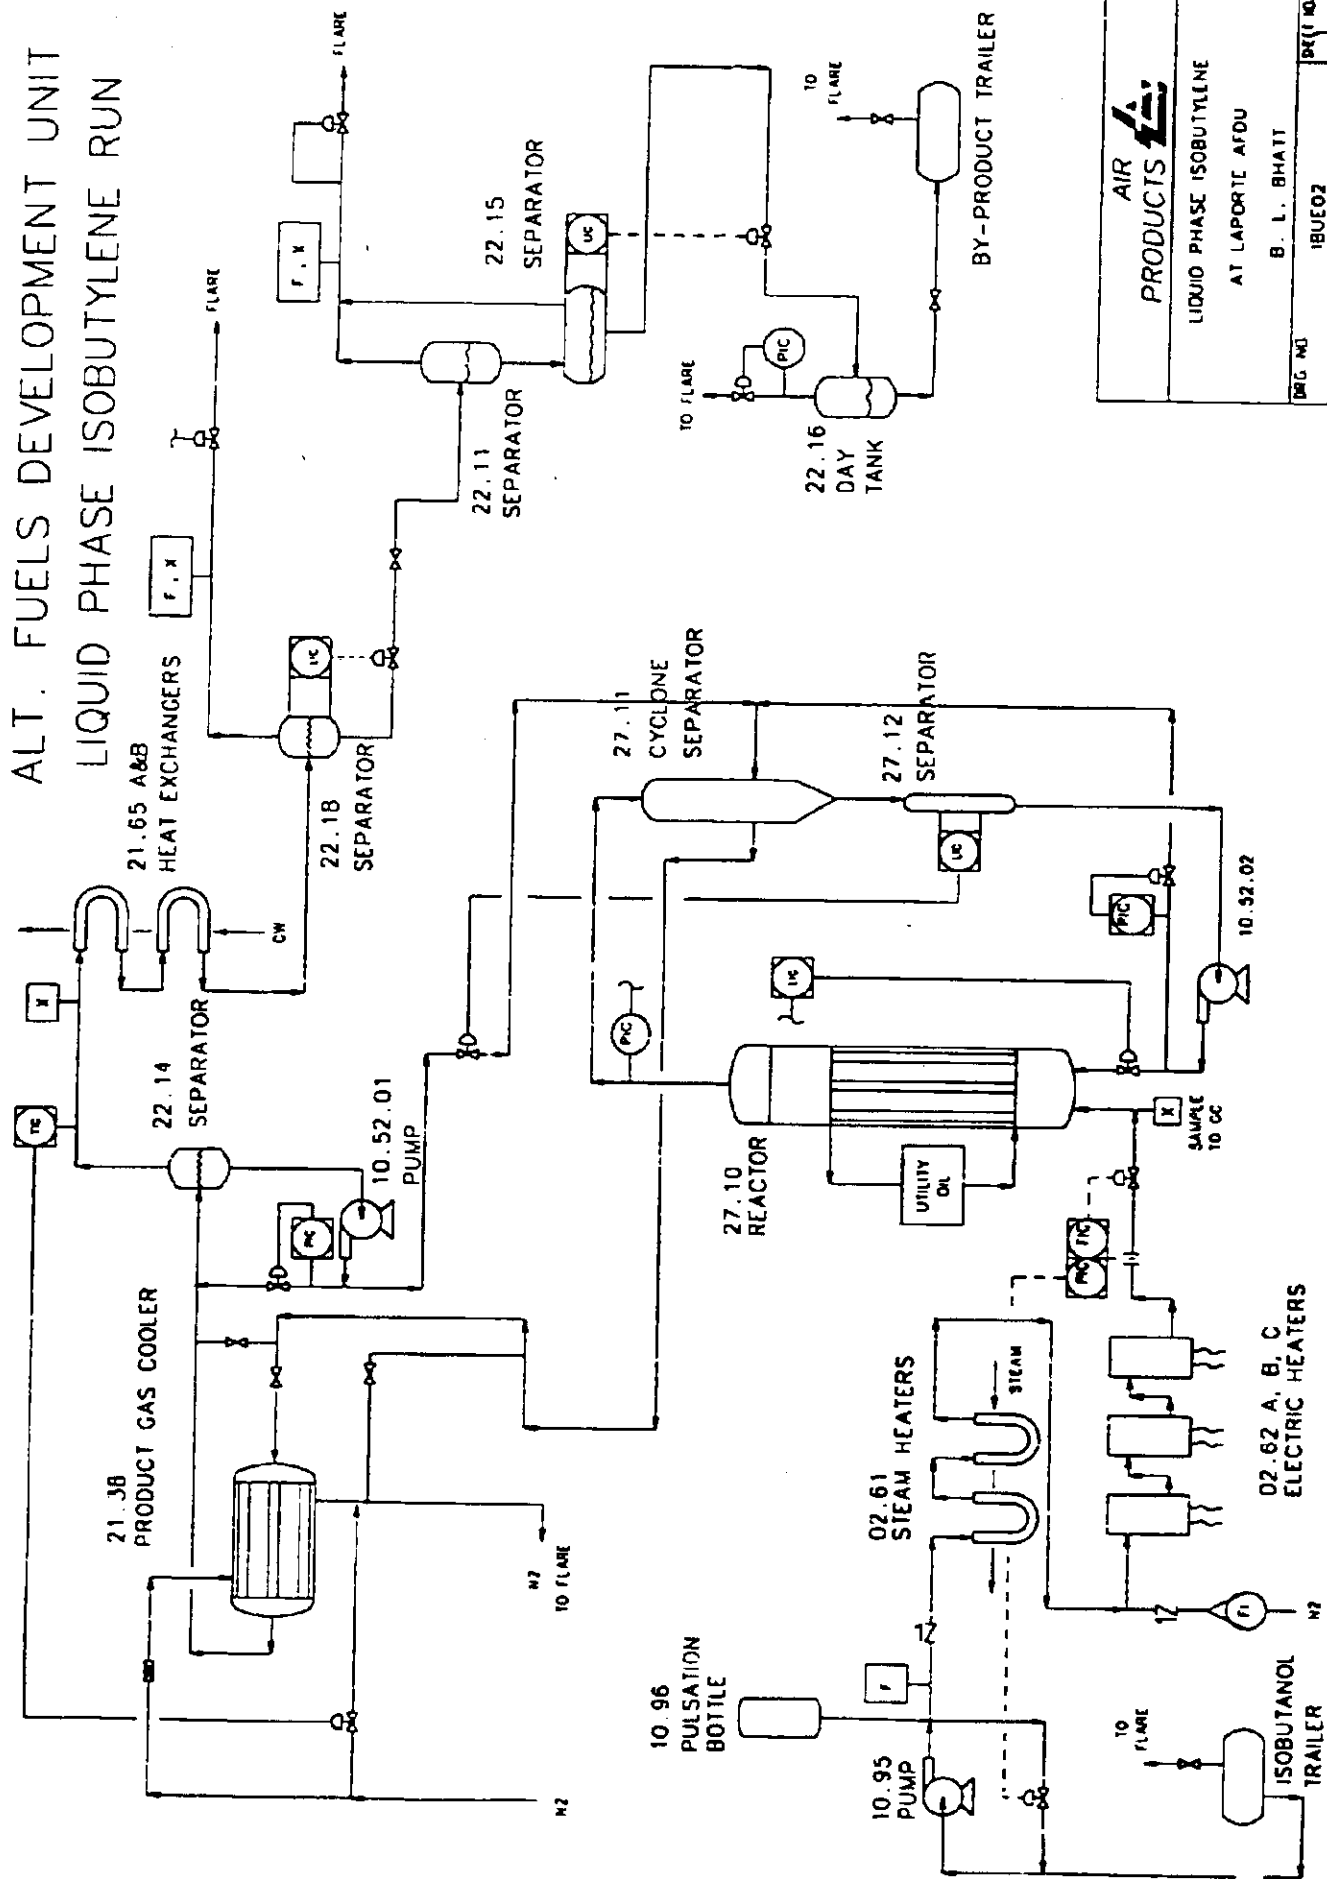 ALT. FUELS DEVELOPMENT UNIT
LIQUID PHASE ISOBUTYLENE RUN
TIC
X
21.65 A&B
HEAT EXCHANGERS
CW
F, X
FLARE
F, X
FLARE
22.14
SEPARATOR
22.18
SEPARATOR
LIC
22.11
SEPARATOR
22.15
SEPARATOR
LIC
21.38
PRODUCT GAS COOLER
PIC
10.52.01
PUMP
N2
N2
TO FLARE
27.11
CYCLONE
SEPARATOR
27.12
SEPARATOR
LIC
TO FLARE
PIC
22.16
DAY
TANK
TO
FLARE
BY-PRODUCT TRAILER
PIC
LIC
PIC
10.52.02
27.10
REACTOR
UTILITY
OIL
X
SAMPLE
TO GC
10.96
PULSATION
BOTTLE
F
10.95
PUMP
02.61
STEAM HEATERS
STEAM
PIC
FIC
02.62 A, B, C
ELECTRIC HEATERS
FI
N2
TO
FLARE
ISOBUTANOL
TRAILER
AIR
PRODUCTS
LIQUID PHASE ISOBUTYLENE
AT LAPORTE AFDU
B. L. BHATT
DRG NO
IBUE02